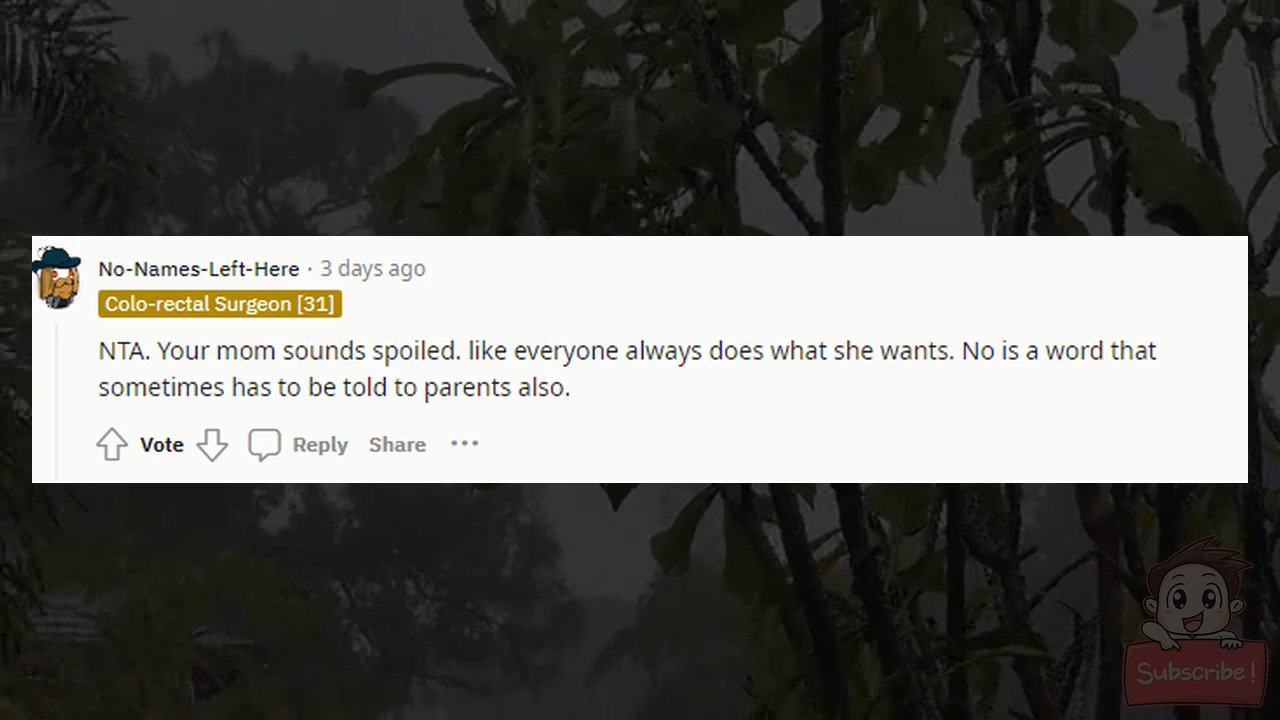 No-Names-Left-Here · 3 days ago
Colo-rectal Surgeon [31]
NTA. Your mom sounds spoiled. like everyone always does what she wants. No is a word that
sometimes has to be told to parents also.
Vote Reply Share ···
Subscribe!